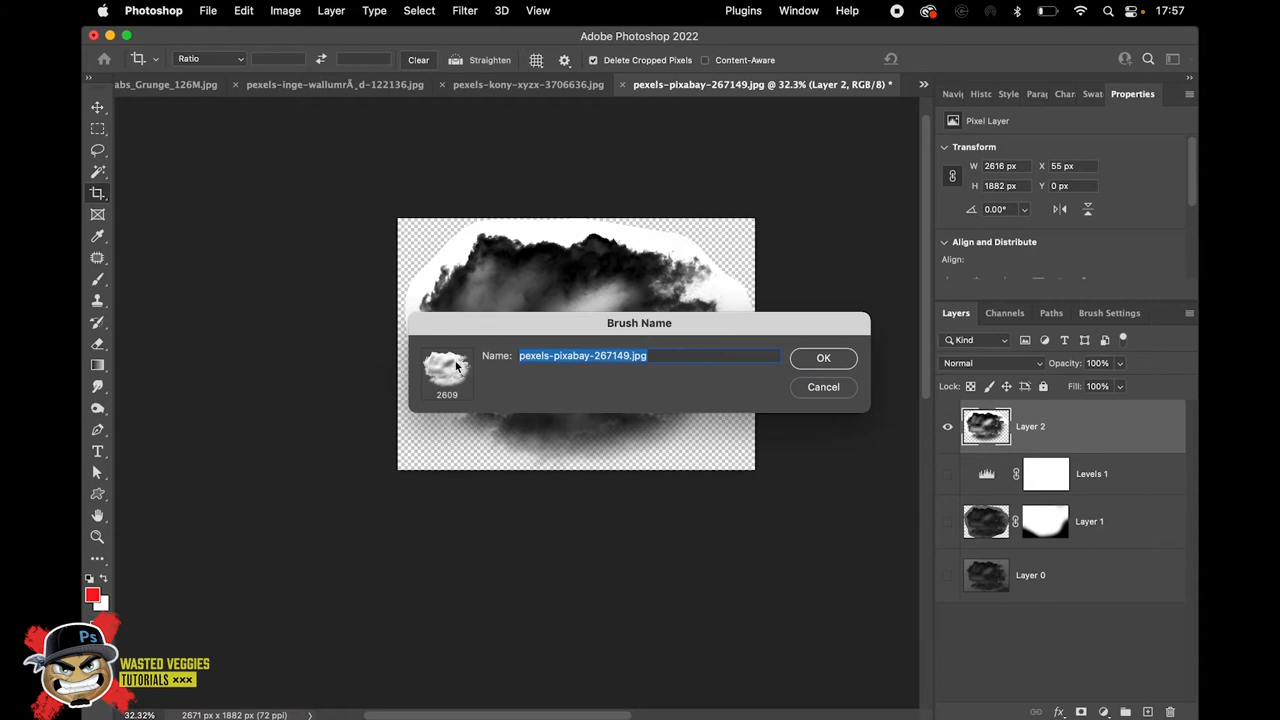 Photoshop File Edit Image Layer Type Select Filter 3D View Plugins Window Help 17:57
Adobe Photoshop 2022
Ratio Clear Straighten Delete Cropped Pixels Content-Aware
abs_Grunge_126M.jpg × pexels-inge-wallumrÃ_d-122136.jpg × pexels-kony-xyzx-3706636.jpg × pexels-pixabay-267149.jpg @ 32.3% (Layer 2, RGB/8) *
Navi Histo Style Para Char Swat Properties
Pixel Layer
Transform
W 2616 px X 55 px
H 1882 px Y 0 px
0.00°
Align and Distribute
Align:
Brush Name
Name: pexels-pixabay-267149.jpg OK
2609
Cancel
Layers Channels Paths Brush Settings
Kind
Normal Opacity: 100%
Lock: Fill: 100%
Layer 2
Levels 1
Layer 1
Layer 0
fx
Ps
WASTED VEGGIES
TUTORIALS ×××
32.32% 2671 px x 1882 px (72 ppi)